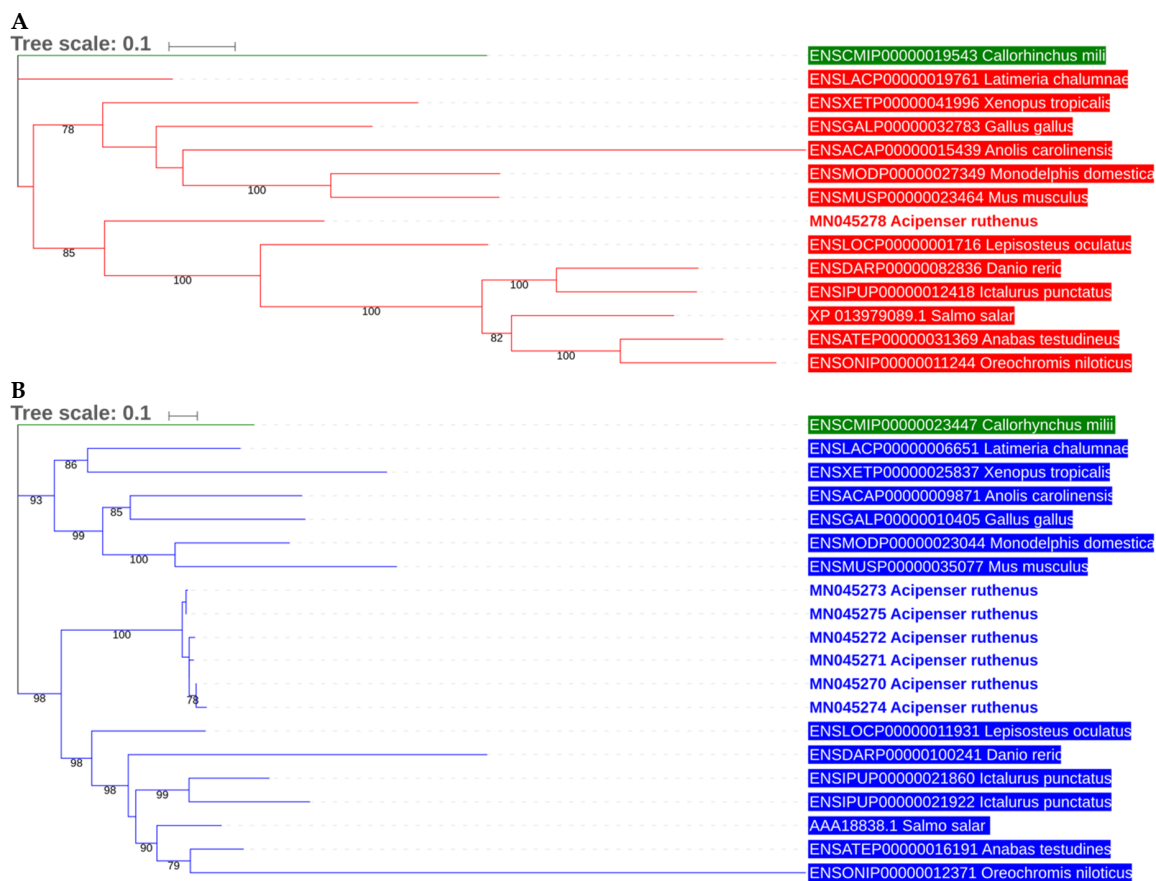 A
Tree scale: 0.1
ENSCMIP00000019543 Callorhinchus mili
ENSLACP00000019761 Latimeria chalumnae
ENSXETP00000041996 Xenopus tropicalis
78
ENSGALP00000032783 Gallus gallus
ENSACAP00000015439 Anolis carolinensis
ENSMODP00000027349 Monodelphis domestica
100
ENSMUSP00000023464 Mus musculus
MN045278 Acipenser ruthenus
ENSLOCP00000001716 Lepisosteus oculatus
85
ENSDARP00000082836 Danio reric
100
100
ENSIPUP00000012418 Ictalurus punctatus
100
XP 013979089.1 Salmo salar
82
ENSATEP00000031369 Anabas testudineus
100
ENSONIP00000011244 Oreochromis niloticus
B
Tree scale: 0.1
ENSCMIP00000023447 Callorhynchus milii
ENSLACP00000006651 Latimeria chalumnae
86
ENSXETP00000025837 Xenopus tropicalis
93
ENSACAP00000009871 Anolis carolinensis
85
ENSGALP00000010405 Gallus gallus
99
ENSMODP00000023044 Monodelphis domestica
100
ENSMUSP00000035077 Mus musculus
MN045273 Acipenser ruthenus
MN045275 Acipenser ruthenus
100
MN045272 Acipenser ruthenus
MN045271 Acipenser ruthenus
MN045270 Acipenser ruthenus
98
78
MN045274 Acipenser ruthenus
ENSLOCP00000011931 Lepisosteus oculatus
98
ENSDARP00000100241 Danio reric
ENSIPUP00000021860 Ictalurus punctatus
98
99
ENSIPUP00000021922 Ictalurus punctatus
AAA18838.1 Salmo salar
90
ENSATEP00000016191 Anabas testudines
79
ENSONIP00000012371 Oreochromis niloticus